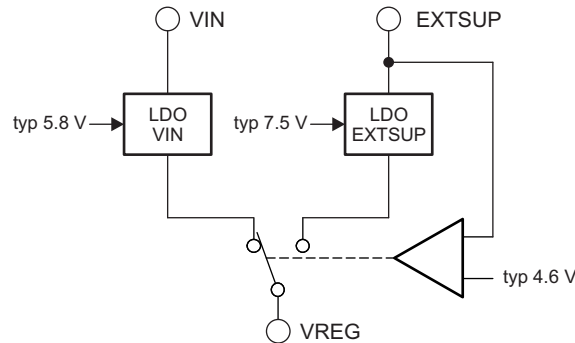 VIN
EXTSUP
typ 5.8 V
LDO
VIN
typ 7.5 V
LDO
EXTSUP
typ 4.6 V
VREG